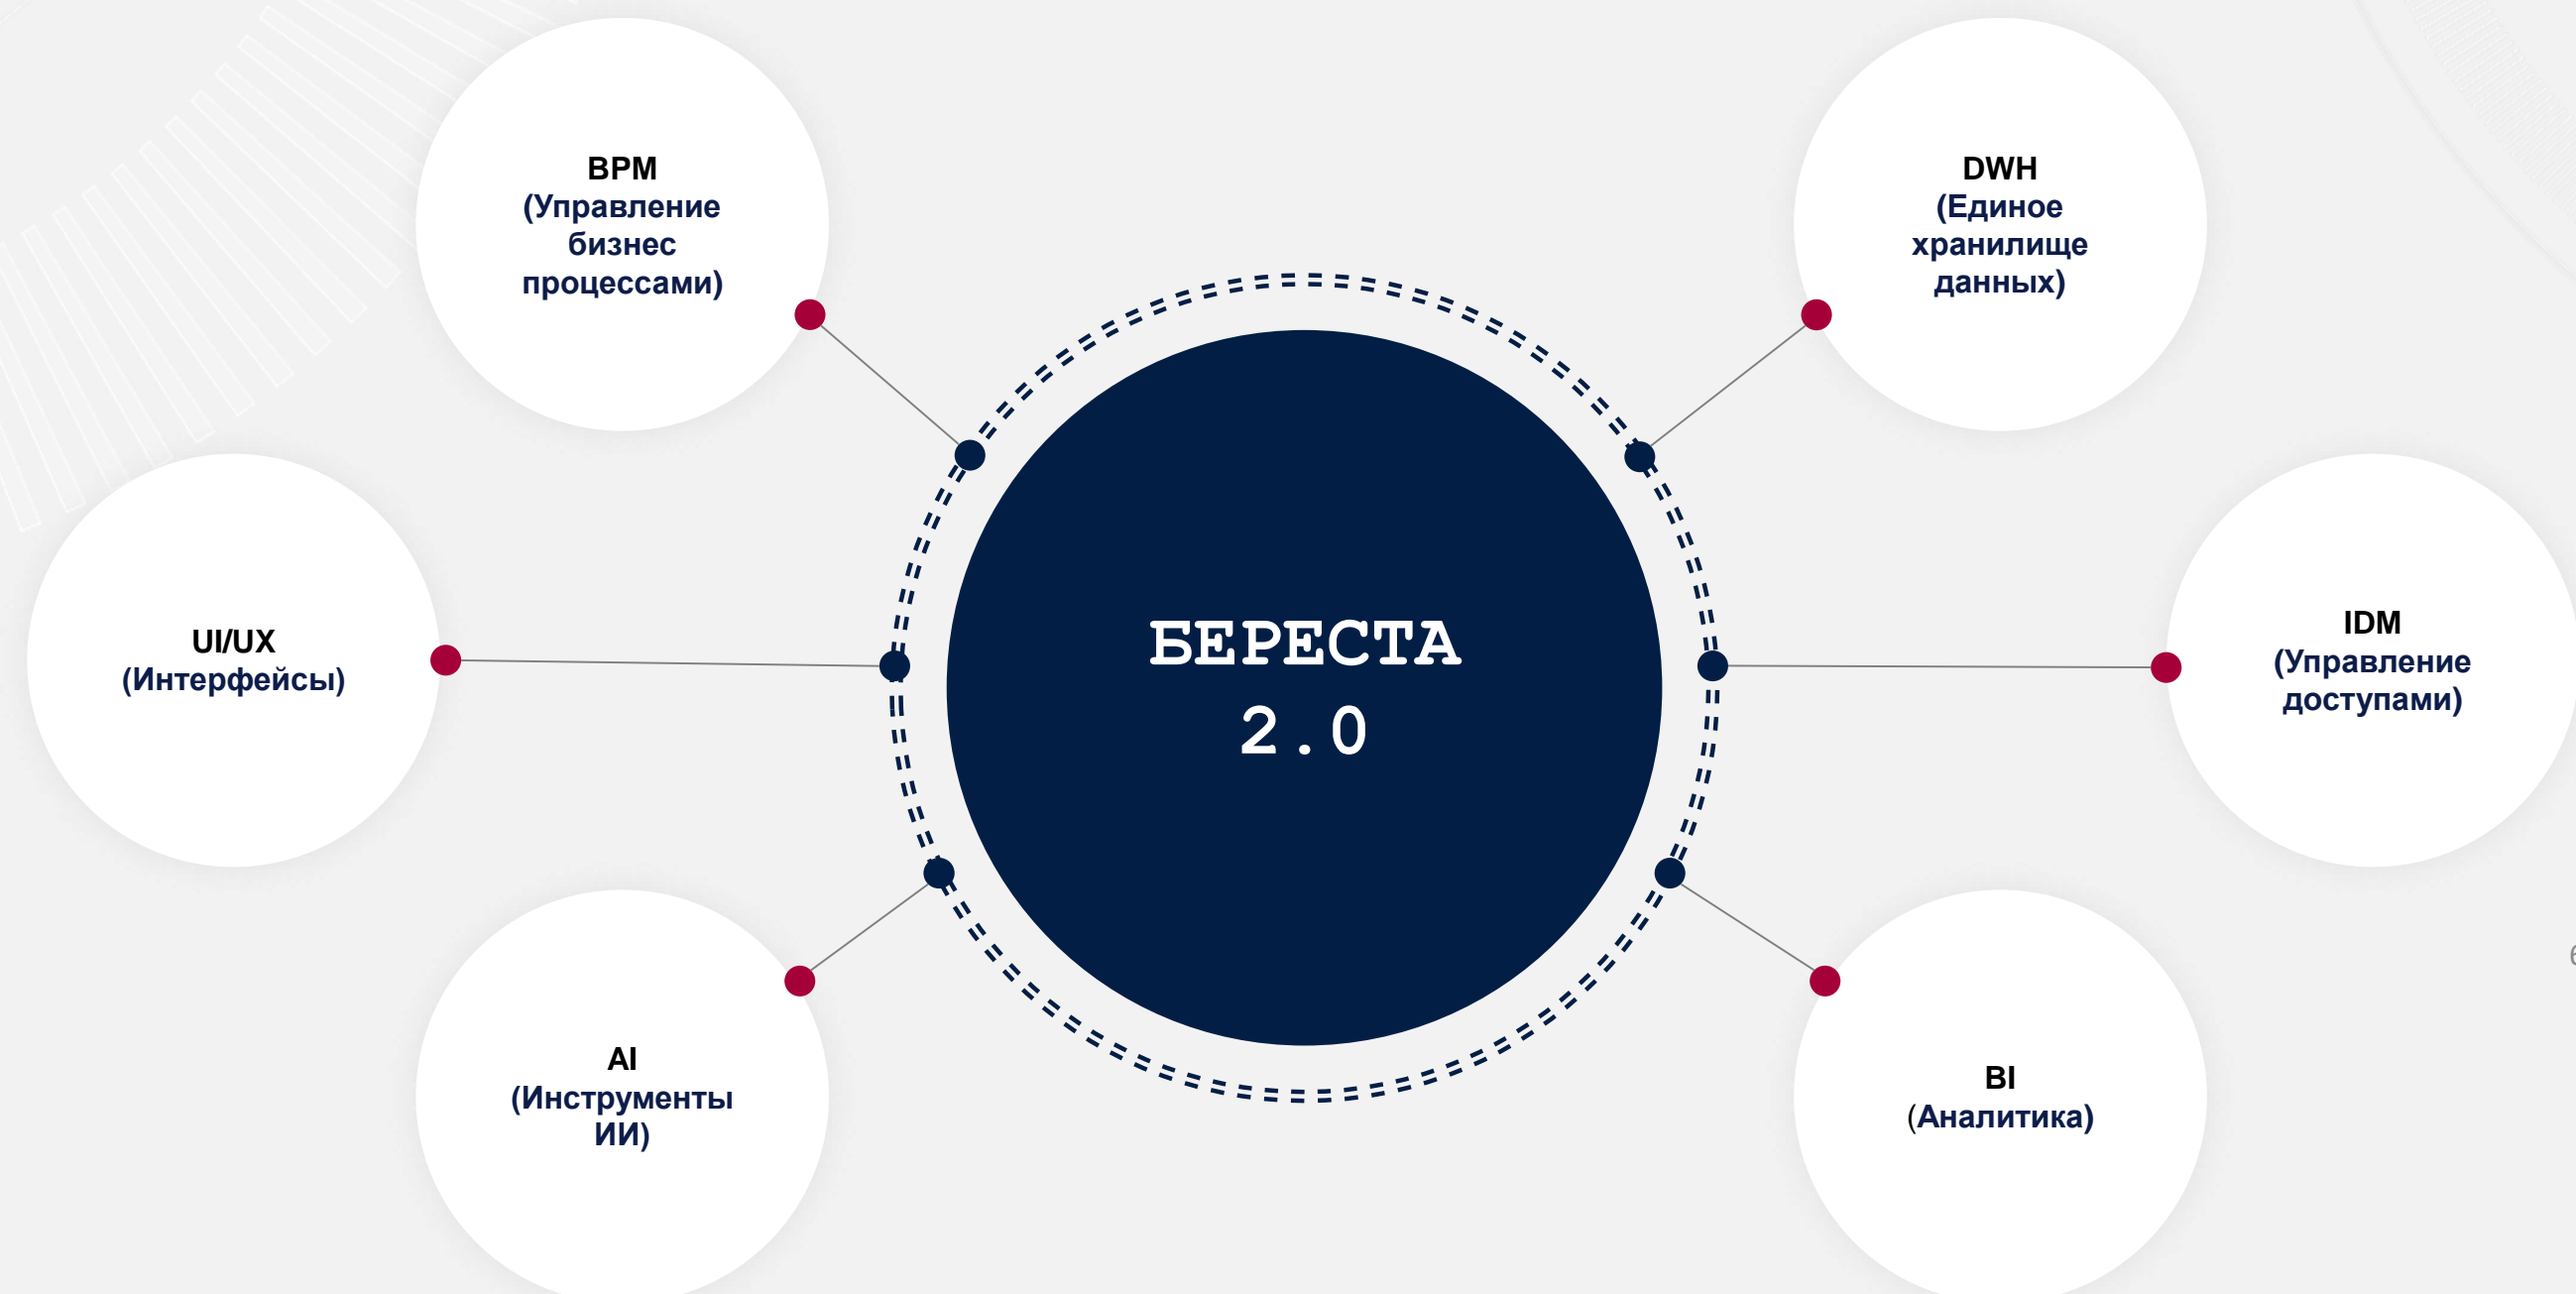 BPM
(Управление
бизнес
процессами)
DWH
(Единое
хранилище
данных)
UI/UX
(Интерфейсы)
БЕРЕСТА
2.0
IDM
(Управление
доступами)
AI
(Инструменты
ИИ)
BI
(Аналитика)